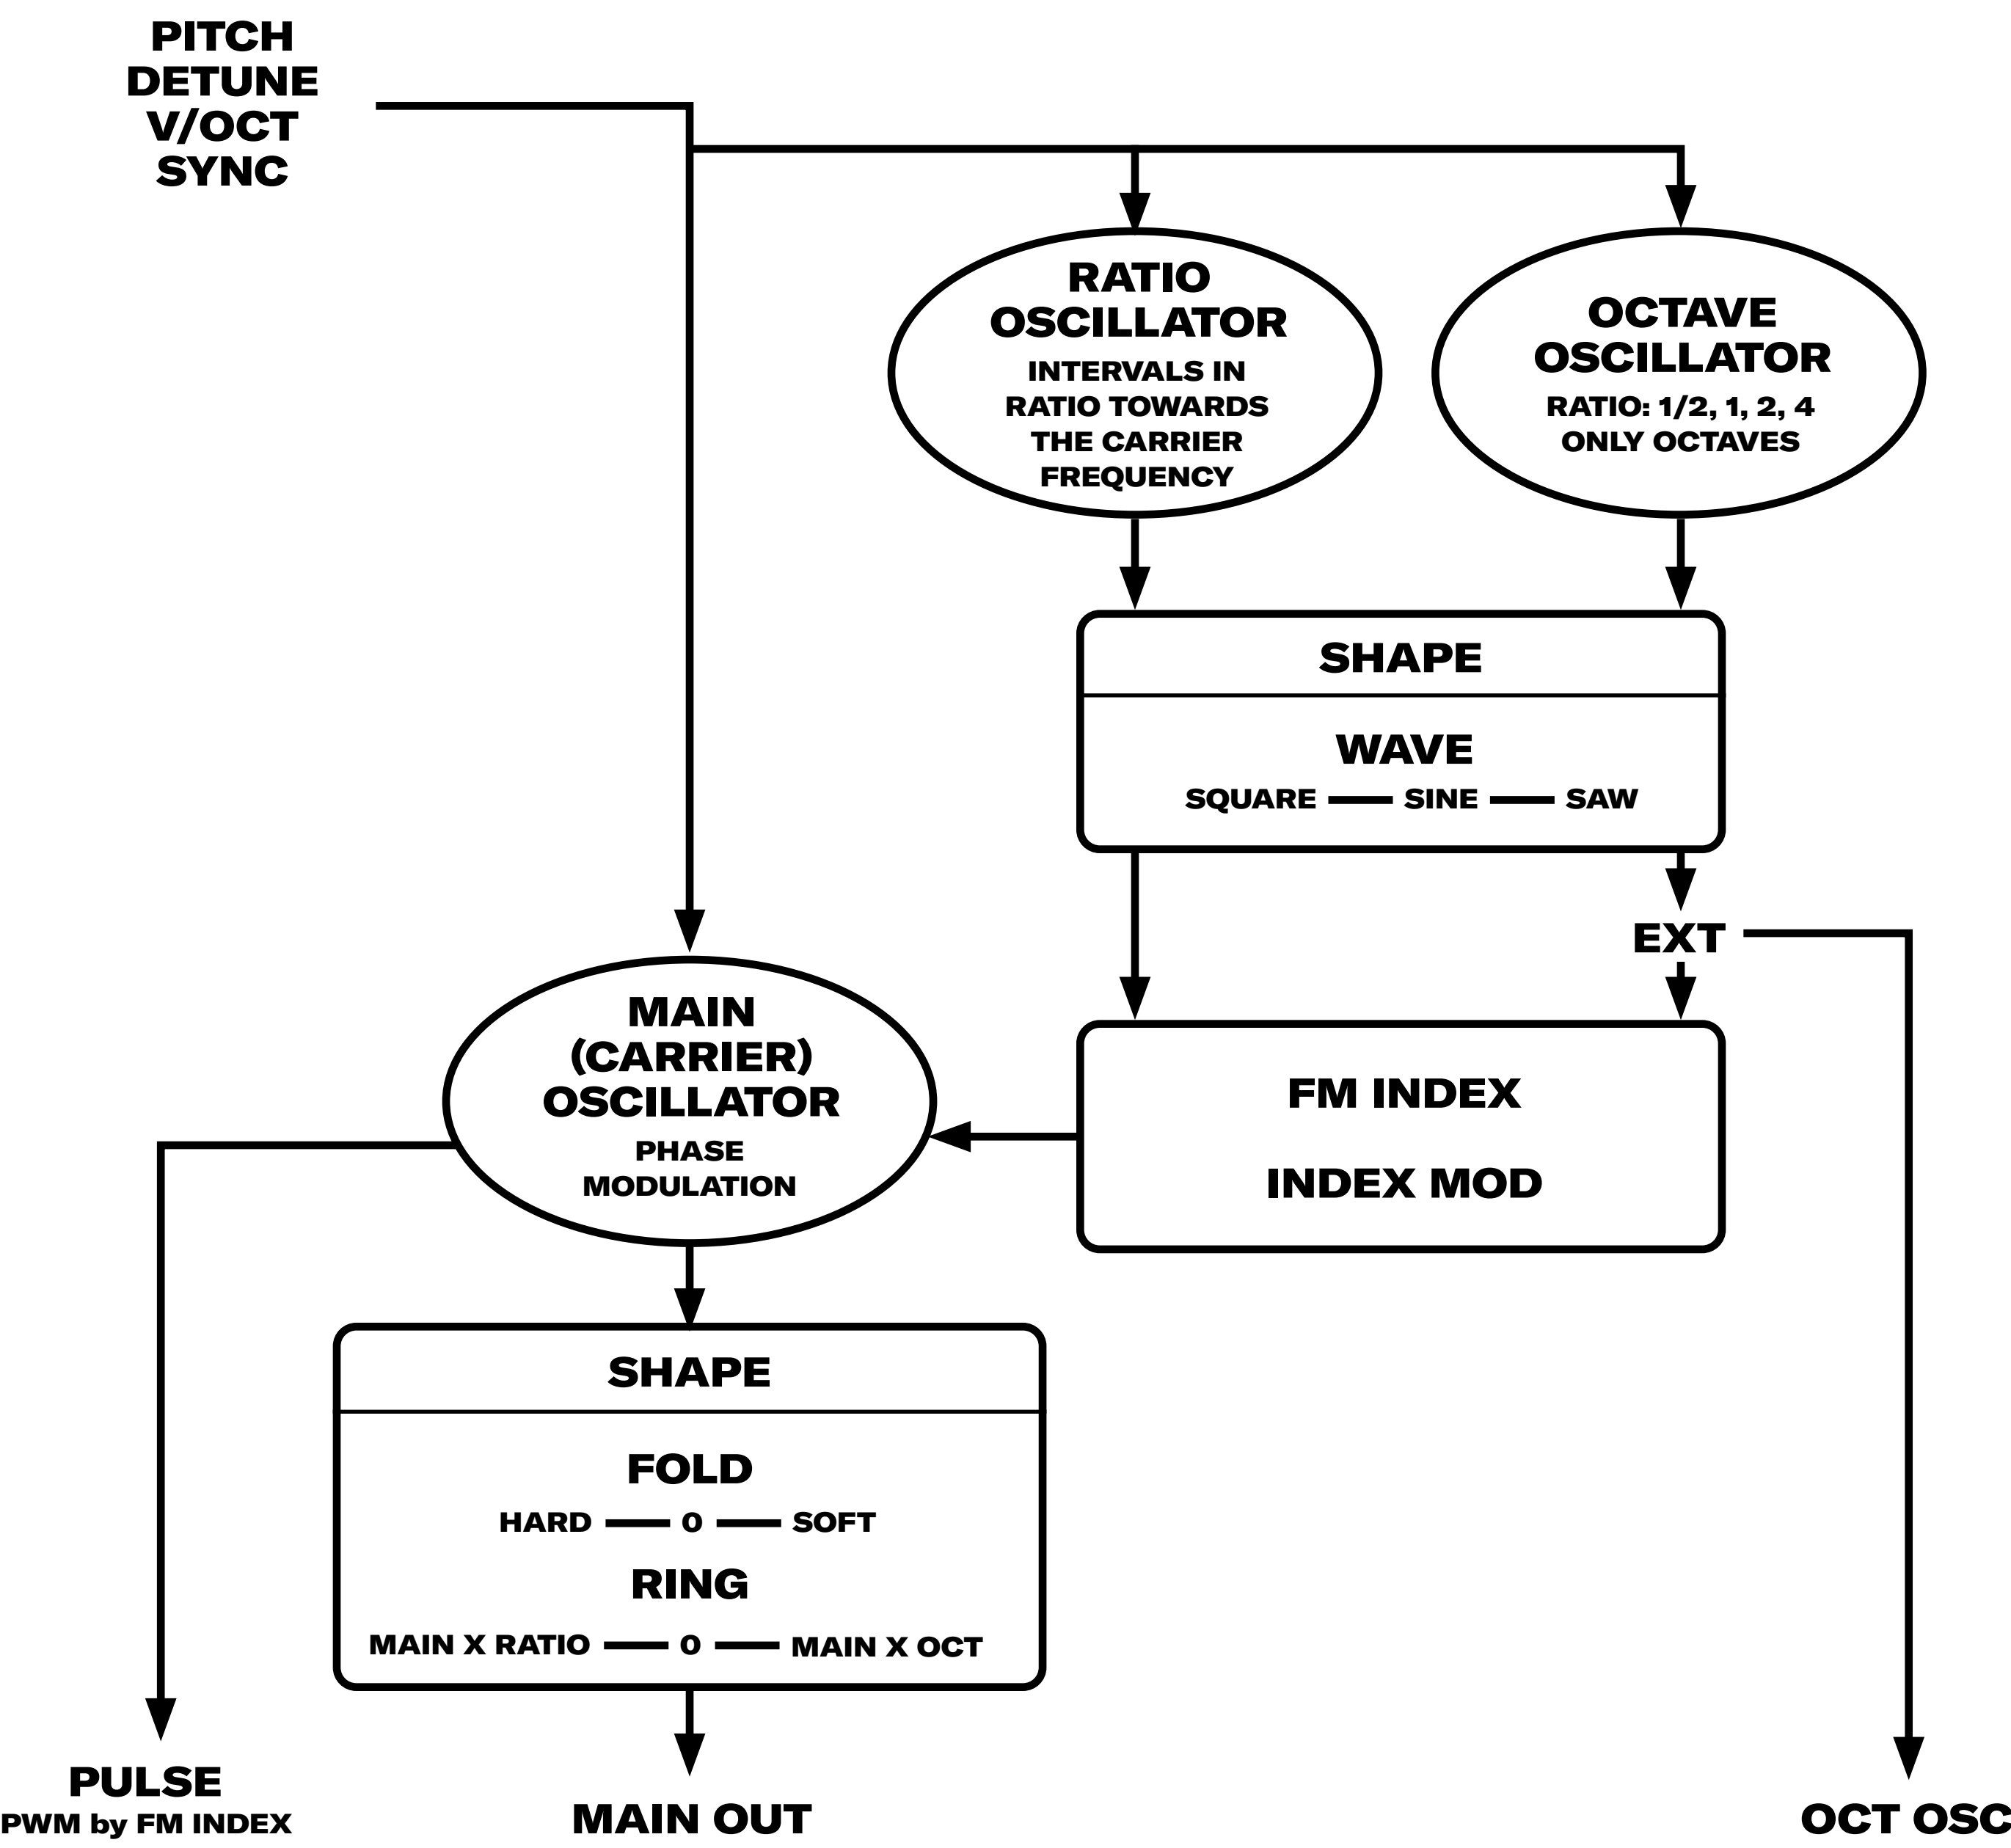 PITCH
DETUNE
V/OCT
SYNC
RATIO
OSCILLATOR
INTERVALS IN
RATIO TOWARDS
THE CARRIER
FREQUENCY
OCTAVE
OSCILLATOR
RATIO: 1/2, 1, 2, 4
ONLY OCTAVES
SHAPE
WAVE
SQUARE SINE SAW
EXT
MAIN
(CARRIER)
OSCILLATOR
PHASE
MODULATION
FM INDEX
INDEX MOD
SHAPE
FOLD
HARD 0 SOFT
RING
MAIN X RATIO 0 MAIN X OCT
PULSE
PWM by FM INDEX
MAIN OUT
OCT OSC